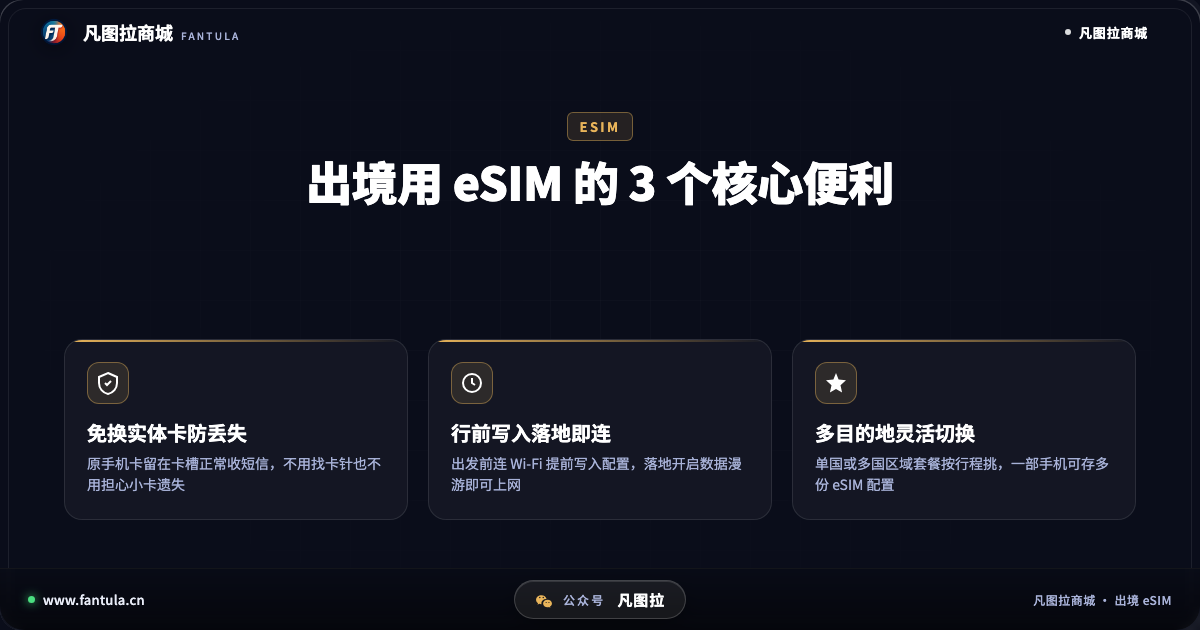 FT 凡图拉商城 FANTULA
凡图拉商城
ESIM
出境用 eSIM 的 3 个核心便利
免换实体卡防丢失
原手机卡留在卡槽正常收短信，不用找卡针也不
用担心小卡遗失
行前写入落地即连
出发前连 Wi-Fi 提前写入配置，落地开启数据漫
游即可上网
多目的地灵活切换
单国或多国区域套餐按行程挑，一部手机可存多
份 eSIM 配置
www.fantula.cn
公众号 凡图拉
凡图拉商城 · 出境 eSIM